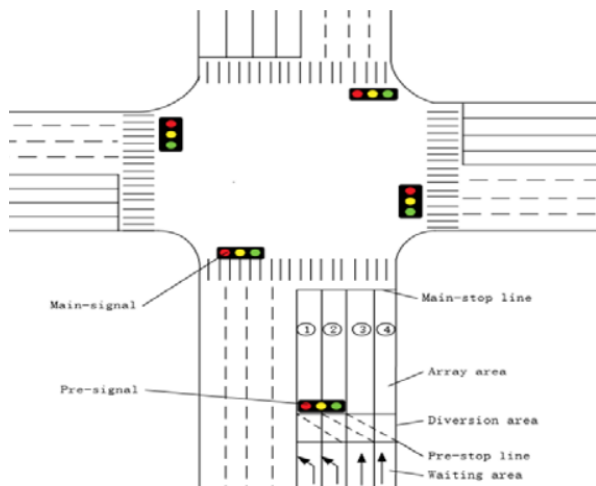 Main-signal
Main-stop line
① ② ③ ④
Array area
Pre-signal
Diversion area
Pre-stop line
Waiting area